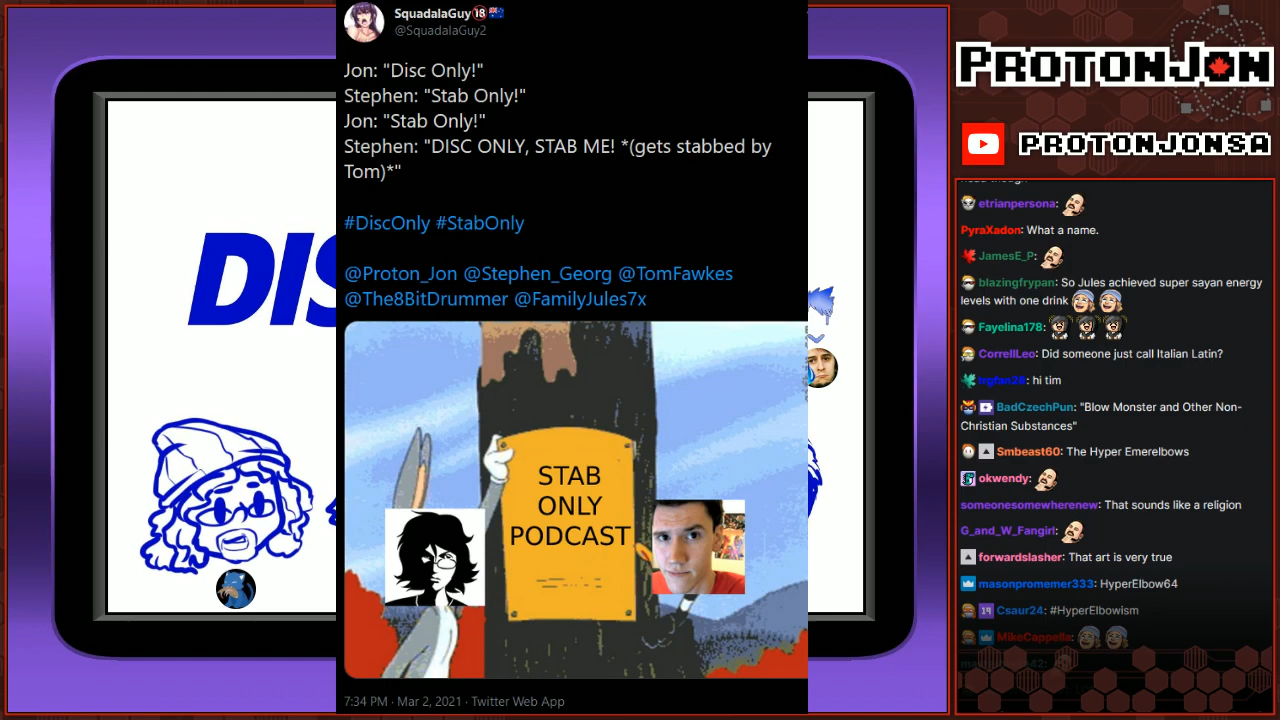 SquadalaGuy🔞🇦🇺
@SquadalaGuy2
Jon: "Disc Only!"
Stephen: "Stab Only!"
Jon: "Stab Only!"
Stephen: "DISC ONLY, STAB ME! *(gets stabbed by
Tom)*"
#DiscOnly #StabOnly
@Proton_Jon @Stephen_Georg @TomFawkes
@The8BitDrummer @FamilyJules7x
STAB
ONLY
PODCAST
7:34 PM · Mar 2, 2021 · Twitter Web App
DIS
PROTONJON
PROTONJONSA
etrianpersona:
PyraXadon: What a name.
JamesE_P:
blazingfrypan: So Jules achieved super sayan energy
levels with one drink
Fayelina178:
CorrellLeo: Did someone just call Italian Latin?
hi tim
BadCzechPun: "Blow Monster and Other Non-
Christian Substances"
Smbeast60: The Hyper Emerelbows
okwendy:
someonesomewherenew: That sounds like a religion
G_and_W_Fangirl:
forwardslasher: That art is very true
masonpromemer333: HyperElbow64
19 Csaur24: #HyperElbowism
MikeCappella: